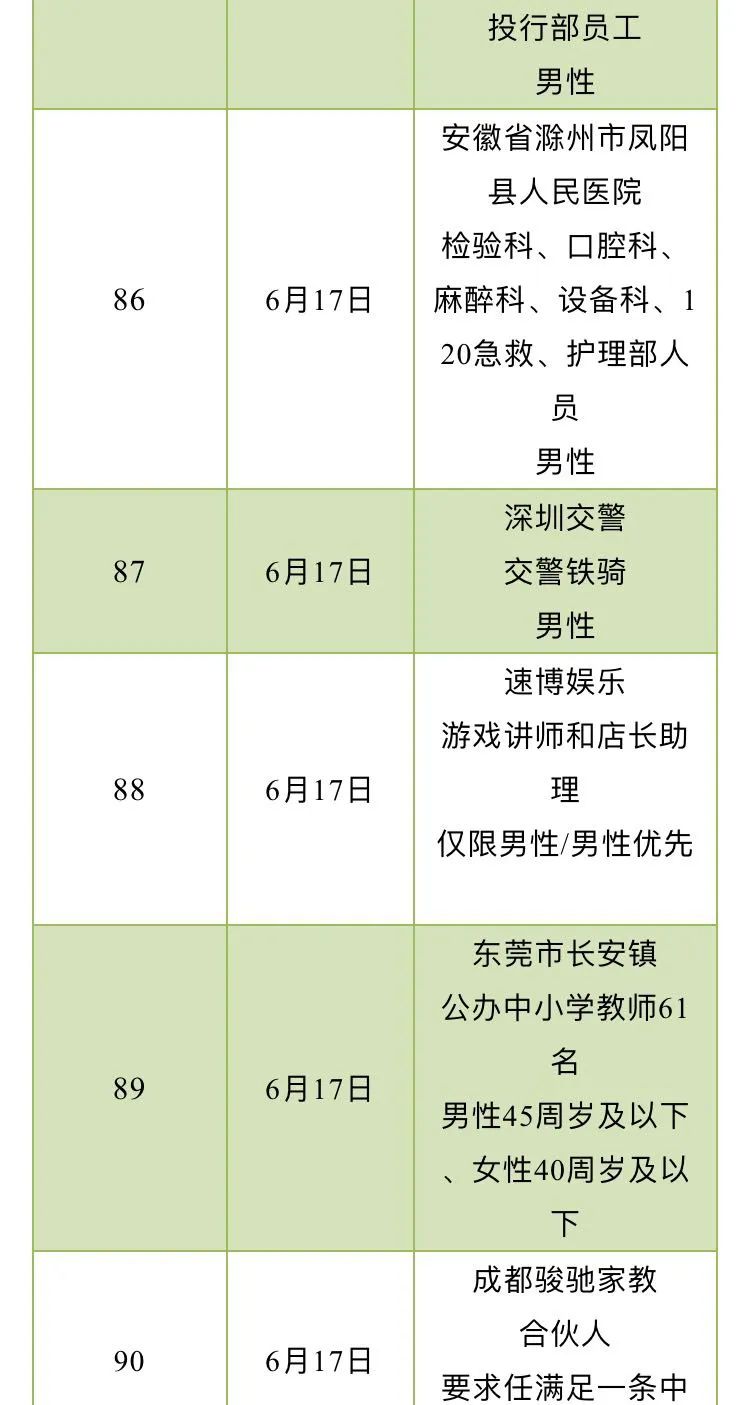 投行部员工
男性
安徽省滁州市凤阳
县人民医院
检验科、口腔科、
86
6月17日
麻醉科、设备科、1
20急救、护理部人
员
男性
深圳交警
87
6月17日
交警铁骑
男性
速博娱乐
游戏讲师和店长助
88
6月17日
理
仅限男性/男性优先
东莞市长安镇
公办中小学教师61
名
89
6月17日
男性45周岁及以下
、女性40周岁及以
下
成都骏驰家教
合伙人
90
6月17日
要求任满足一条中